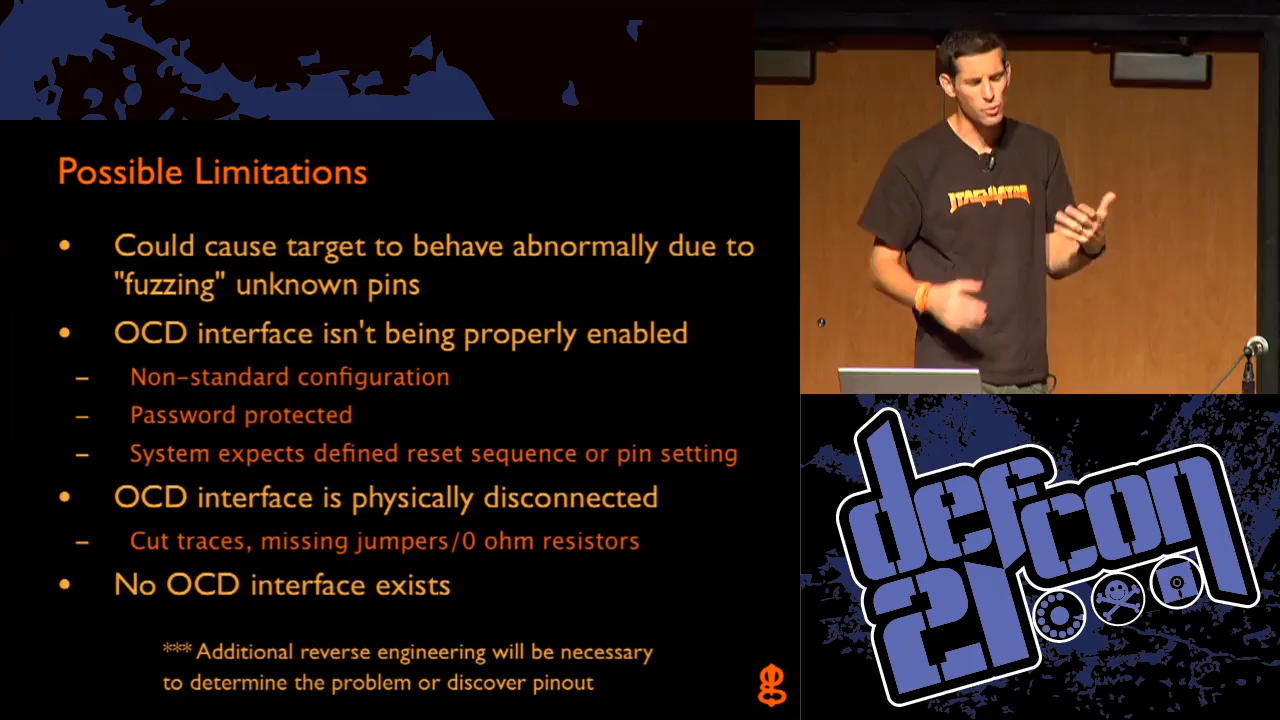 Possible Limitations
• Could cause target to behave abnormally due to
"fuzzing" unknown pins
• OCD interface isn't being properly enabled
– Non-standard configuration
– Password protected
– System expects defined reset sequence or pin setting
• OCD interface is physically disconnected
– Cut traces, missing jumpers/0 ohm resistors
• No OCD interface exists
*** Additional reverse engineering will be necessary
to determine the problem or discover pinout
defcon
21